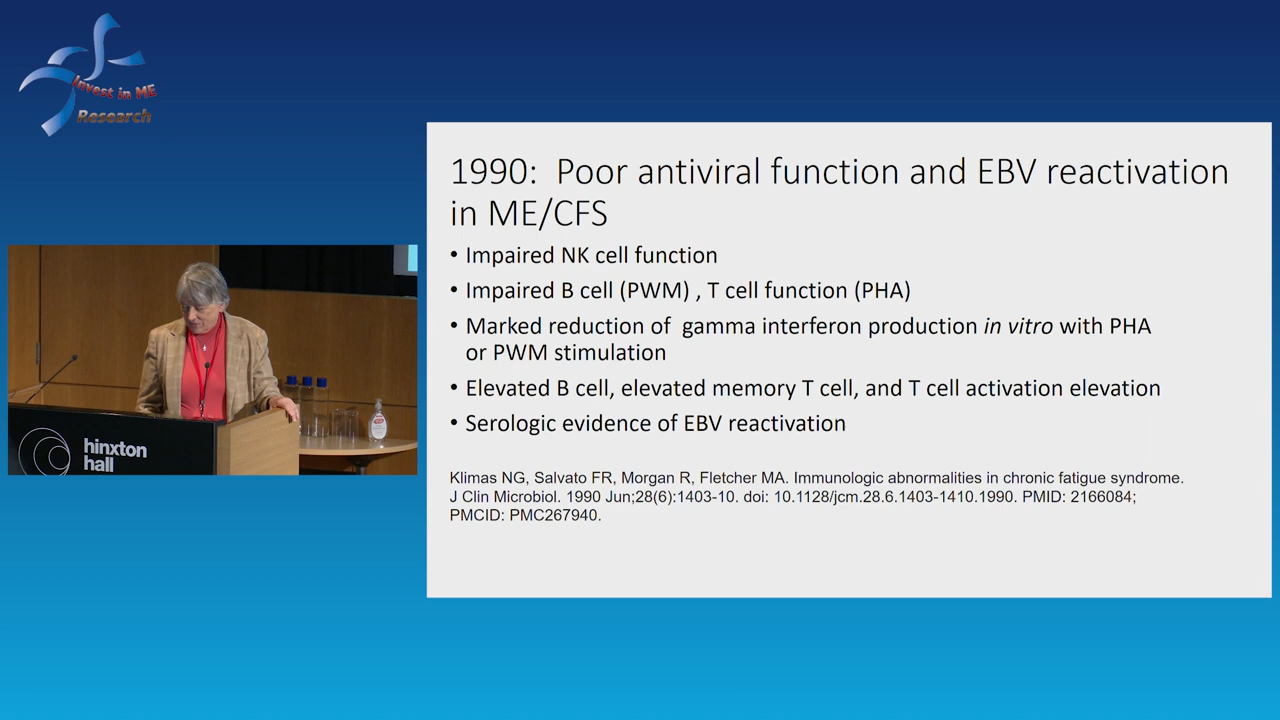 Invest in ME
Research
1990: Poor antiviral function and EBV reactivation
in ME/CFS
• Impaired NK cell function
• Impaired B cell (PWM) , T cell function (PHA)
• Marked reduction of gamma interferon production in vitro with PHA
or PWM stimulation
• Elevated B cell, elevated memory T cell, and T cell activation elevation
• Serologic evidence of EBV reactivation
Klimas NG, Salvato FR, Morgan R, Fletcher MA. Immunologic abnormalities in chronic fatigue syndrome.
J Clin Microbiol. 1990 Jun;28(6):1403-10. doi: 10.1128/jcm.28.6.1403-1410.1990. PMID: 2166084;
PMCID: PMC267940.
hinxton
hall